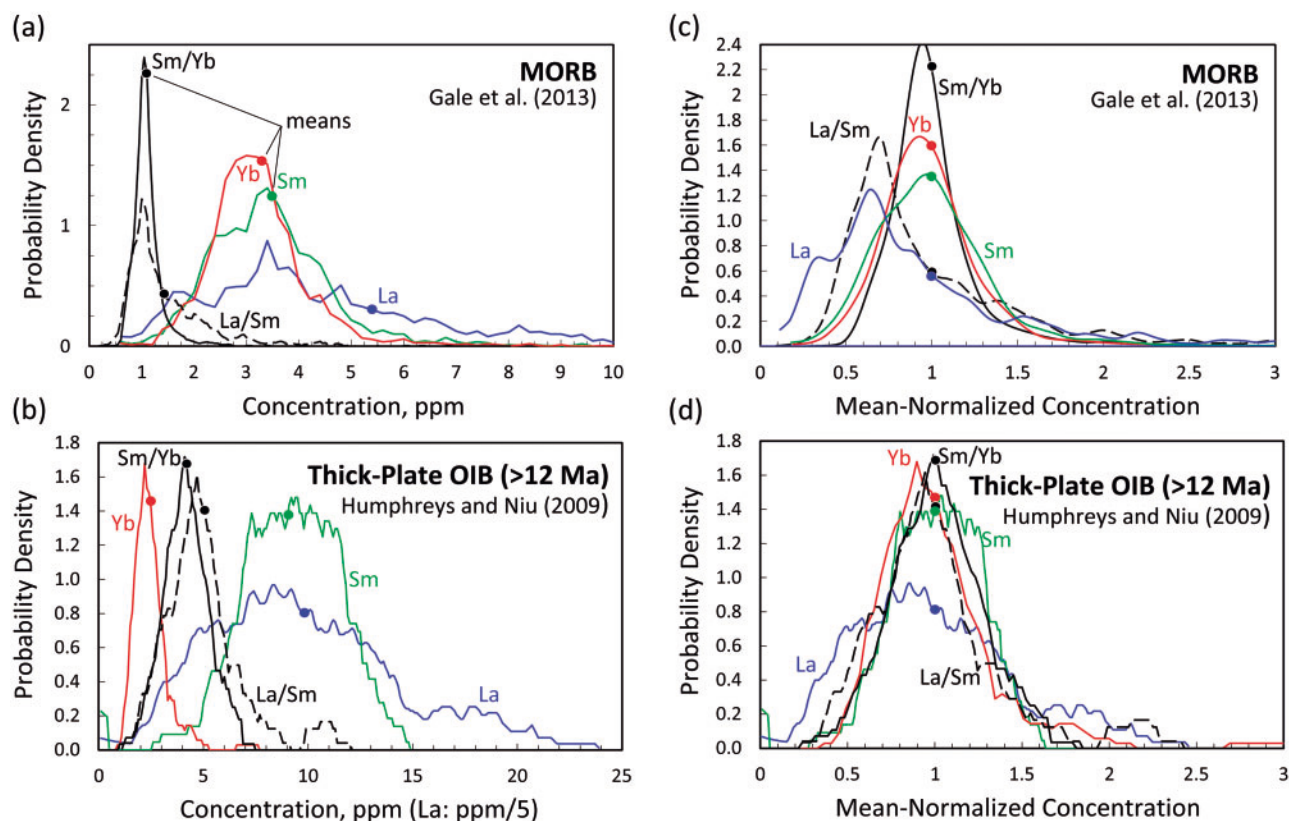 (a)
Probability Density
2
1
0
Sm/Yb
MORB
Gale et al. (2013)
means
Yb
Sm
La
La/Sm
0 1 2 3 4 5 6 7 8 9 10
Concentration, ppm
(c)
Probability Density
2.4
2.2
2.0
1.8
1.6
1.4
1.2
1.0
0.8
0.6
0.4
0.2
0.0
MORB
Gale et al. (2013)
Sm/Yb
La/Sm
Yb
La
Sm
0 0.5 1 1.5 2 2.5 3
Mean-Normalized Concentration
(b)
Probability Density
1.8
1.6
1.4
1.2
1.0
0.8
0.6
0.4
0.2
0.0
Sm/Yb
Thick-Plate OIB (>12 Ma)
Humphreys and Niu (2009)
Yb
Sm
La/Sm
La
0 5 10 15 20 25
Concentration, ppm (La: ppm/5)
(d)
Probability Density
1.8
1.6
1.4
1.2
1.0
0.8
0.6
0.4
0.2
0.0
Yb
Sm/Yb
Thick-Plate OIB (>12 Ma)
Humphreys and Niu (2009)
Sm
La
La/Sm
0 0.5 1 1.5 2 2.5 3
Mean-Normalized Concentration